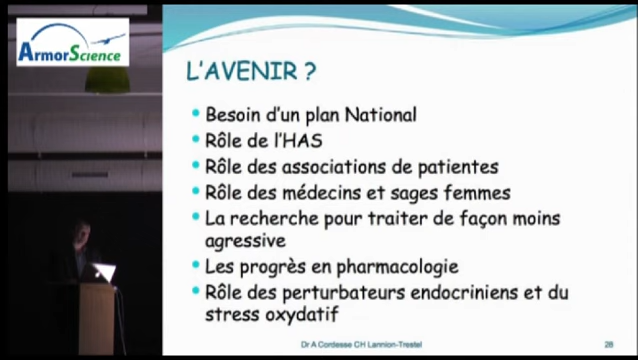 ArmorScience
L'AVENIR ?
• Besoin d'un plan National
• Rôle de l'HAS
• Rôle des associations de patientes
• Rôle des médecins et sages femmes
• La recherche pour traiter de façon moins
agressive
• Les progrès en pharmacologie
• Rôle des perturbateurs endocriniens et du
stress oxydatif
Dr A Cordesse CH Lannion-Trestel
28